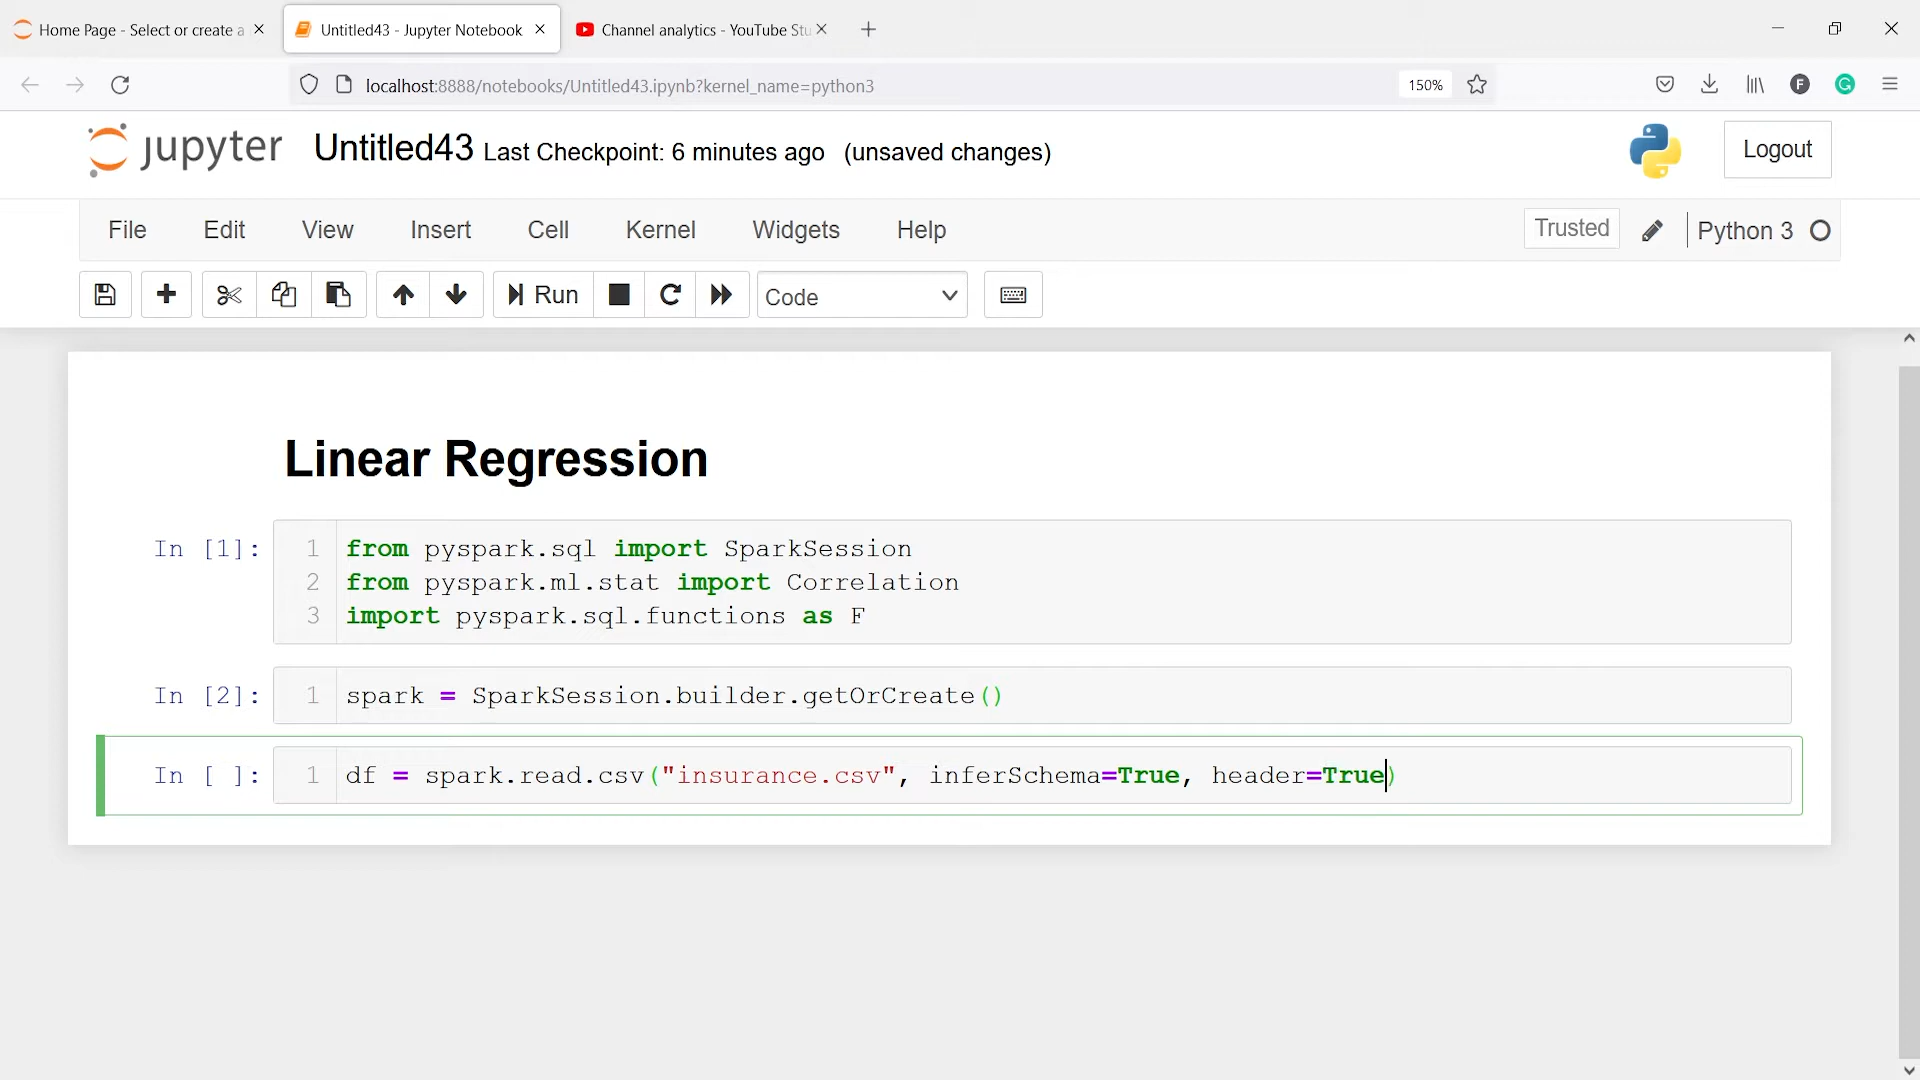 Home Page - Select or create a
Untitled43 - Jupyter Notebook
Channel analytics - YouTube Stu
localhost:8888/notebooks/Untitled43.ipynb?kernel_name=python3
150%
F
G
jupyter Untitled43 Last Checkpoint: 6 minutes ago (unsaved changes)
Logout
File Edit View Insert Cell Kernel Widgets Help
Trusted
Python 3
Run
Code
Linear Regression
In [1]:
1 from pyspark.sql import SparkSession
2 from pyspark.ml.stat import Correlation
3 import pyspark.sql.functions as F
In [2]:
1 spark = SparkSession.builder.getOrCreate()
In [ ]:
1 df = spark.read.csv("insurance.csv", inferSchema=True, header=True)